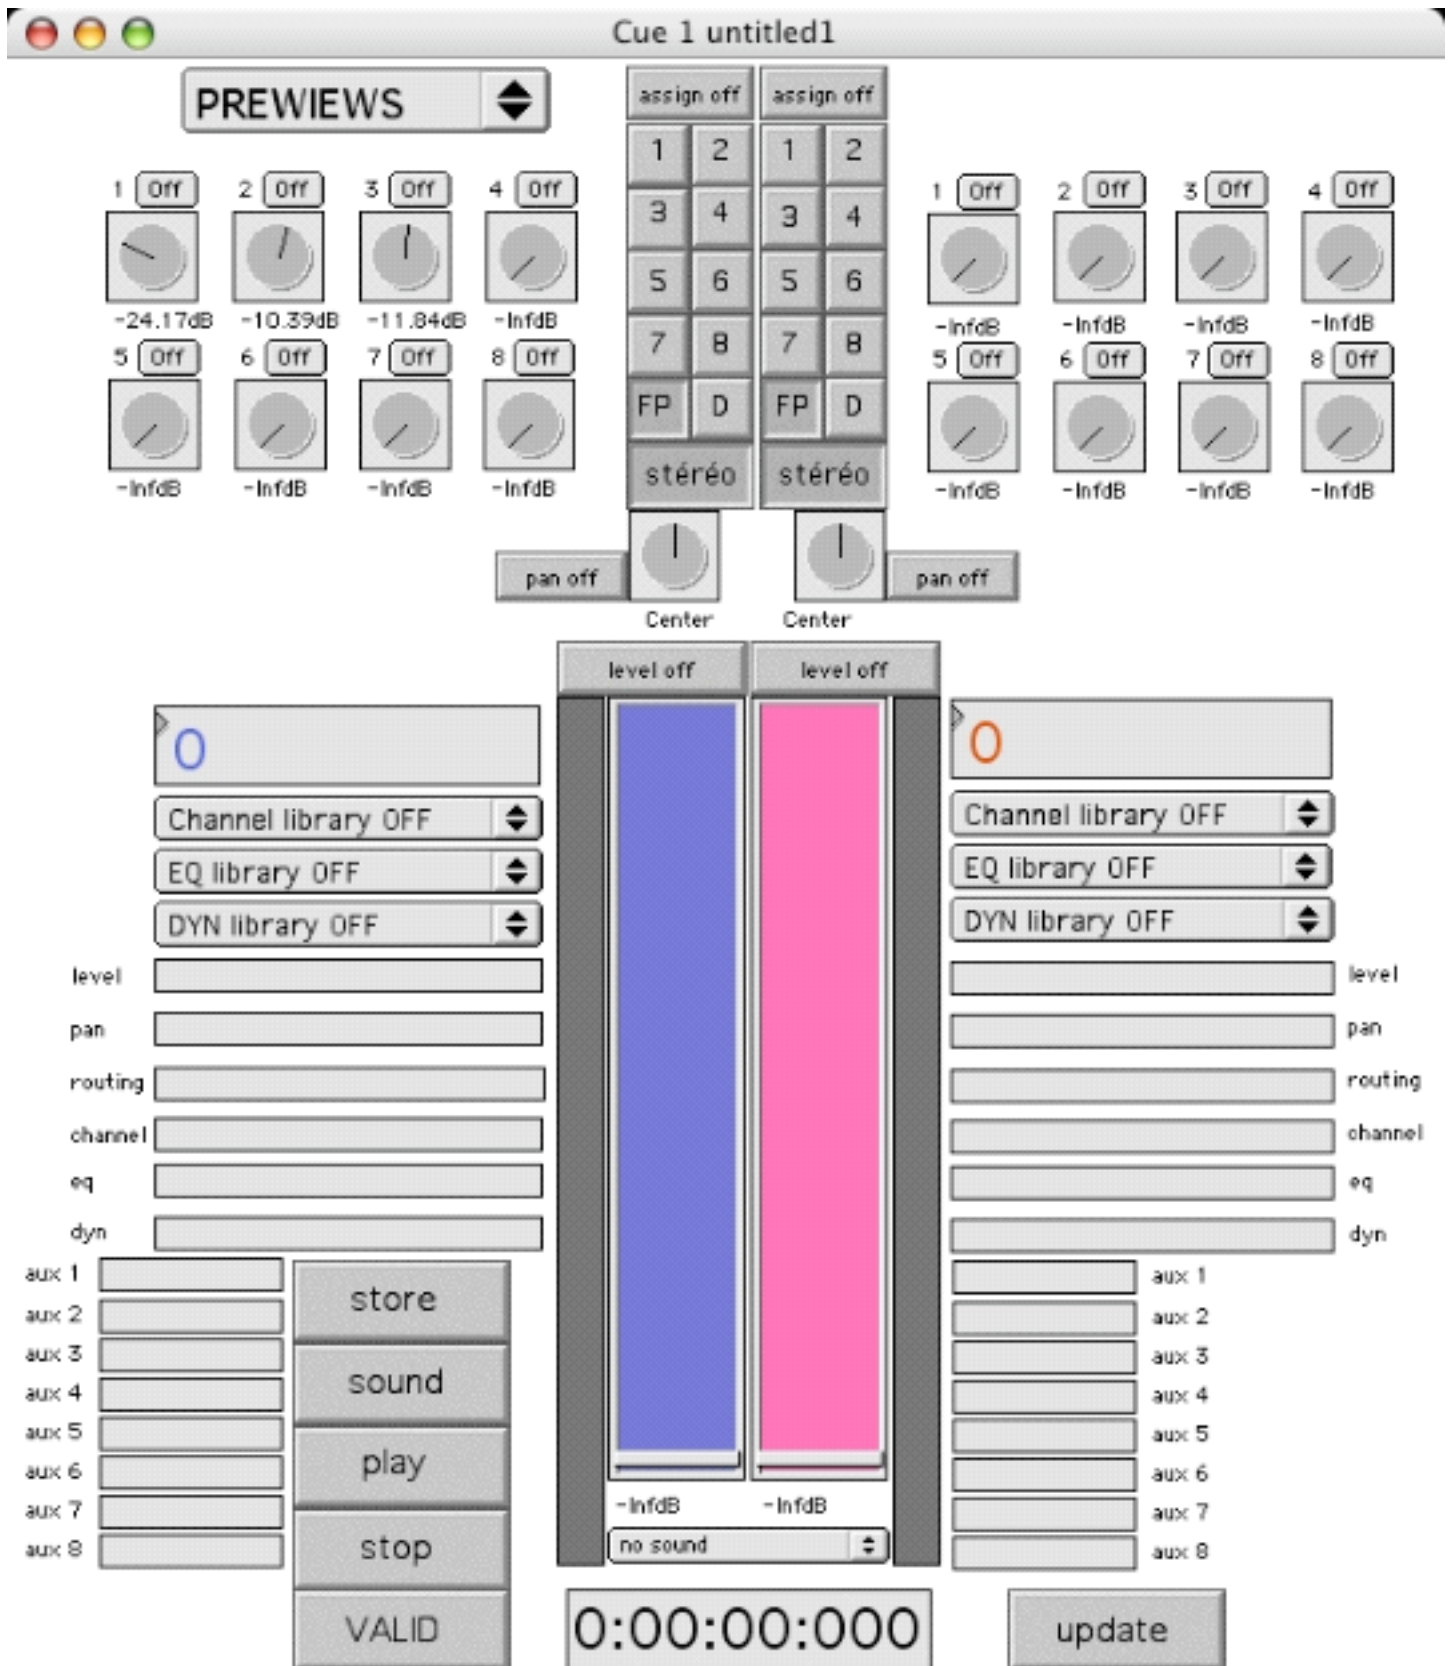 Cue 1 untitled1
PREWIEWS
assign off assign off
1 2 1 2
3 4 3 4
5 6 5 6
7 8 7 8
FP D FP D
stéréo stéréo
1 Off 2 Off 3 Off 4 Off
-24.17dB -10.39dB -11.84dB -InfdB
5 Off 6 Off 7 Off 8 Off
-InfdB -InfdB -InfdB -InfdB
1 Off 2 Off 3 Off 4 Off
-InfdB -InfdB -InfdB -InfdB
5 Off 6 Off 7 Off 8 Off
-InfdB -InfdB -InfdB -InfdB
pan off pan off
Center Center
level off level off
0
Channel library OFF
EQ library OFF
DYN library OFF
level
pan
routing
channel
eq
dyn
aux 1
aux 2
aux 3
aux 4
aux 5
aux 6
aux 7
aux 8
store
sound
play
stop
VALID
-InfdB -InfdB
no sound
0:00:00:000
0
Channel library OFF
EQ library OFF
DYN library OFF
level
pan
routing
channel
eq
dyn
aux 1
aux 2
aux 3
aux 4
aux 5
aux 6
aux 7
aux 8
update